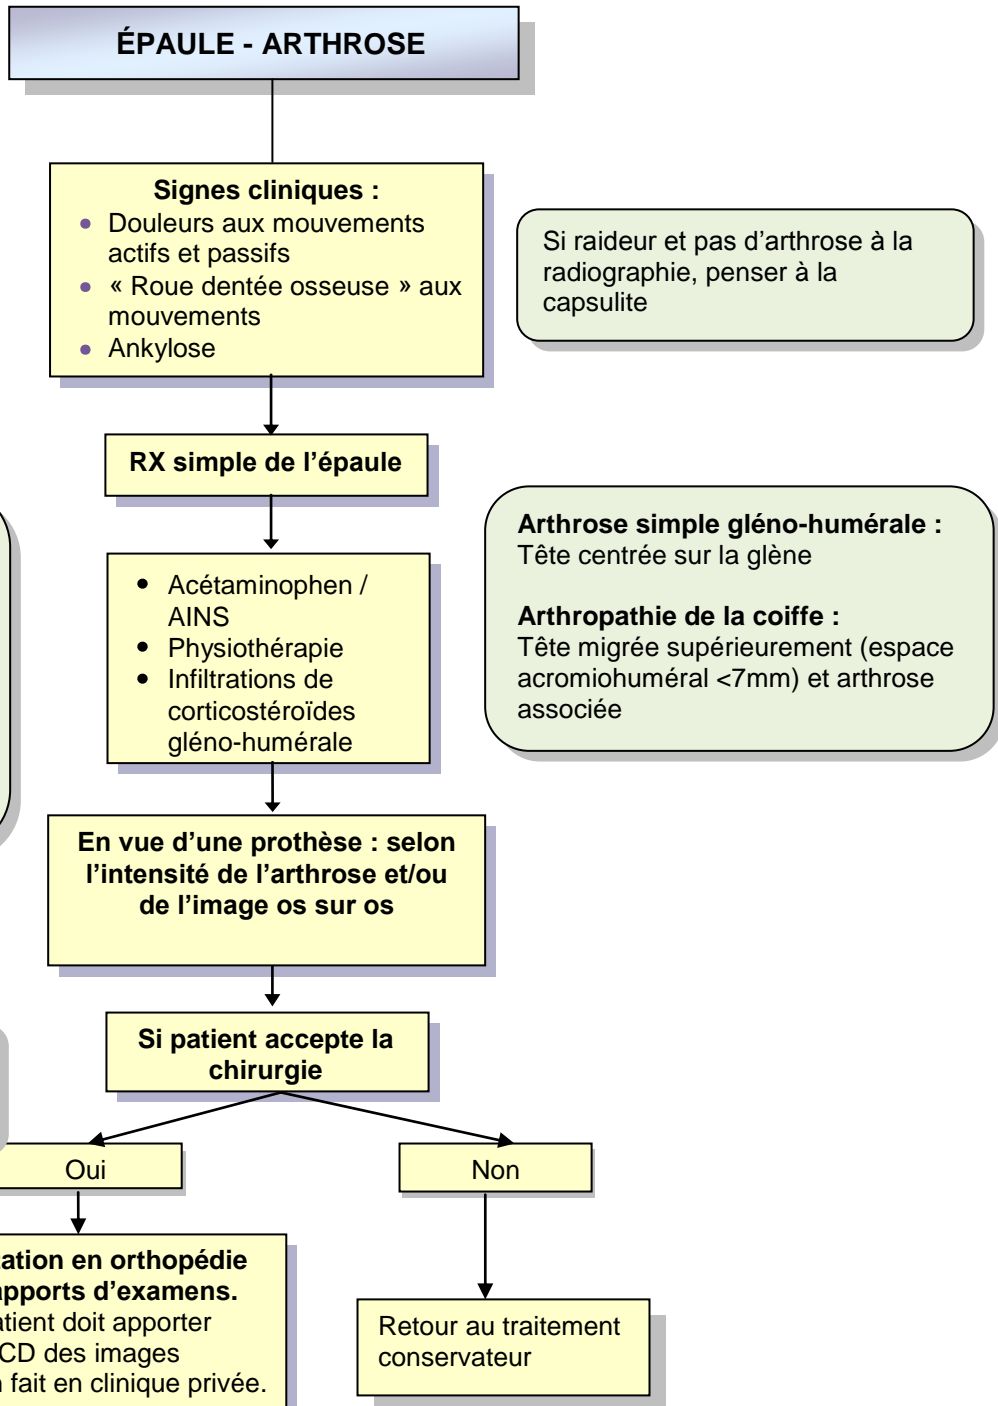 ÉPAULE - ARTHROSE
Signes cliniques :
• Douleurs aux mouvements
actifs et passifs
• « Roue dentée osseuse » aux
mouvements
• Ankylose
Si raideur et pas d’arthrose à la
radiographie, penser à la
capsulite
RX simple de l’épaule
Arthrose simple gléno-humérale :
Tête centrée sur la glène
Arthropathie de la coiffe :
Tête migrée supérieurement (espace
acromiohuméral <7mm) et arthrose
associée
• Acétaminophen /
AINS
• Physiothérapie
• Infiltrations de
corticostéroïdes
gléno-humérale
En vue d’une prothèse : selon
l’intensité de l’arthrose et/ou
de l’image os sur os
Si patient accepte la
chirurgie
Oui
Non
en orthopédie
d’examens.
doit apporter
CD des images
fait en clinique privée.
Retour au traitement
conservateur